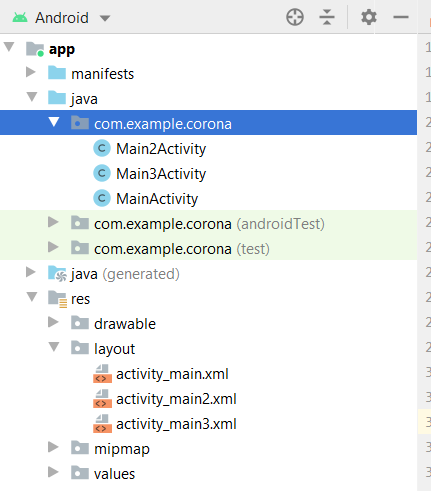 Android
app
manifests
java
com.example.corona
Main2Activity
Main3Activity
MainActivity
com.example.corona (androidTest)
com.example.corona (test)
java (generated)
res
drawable
layout
activity_main.xml
activity_main2.xml
activity_main3.xml
mipmap
values